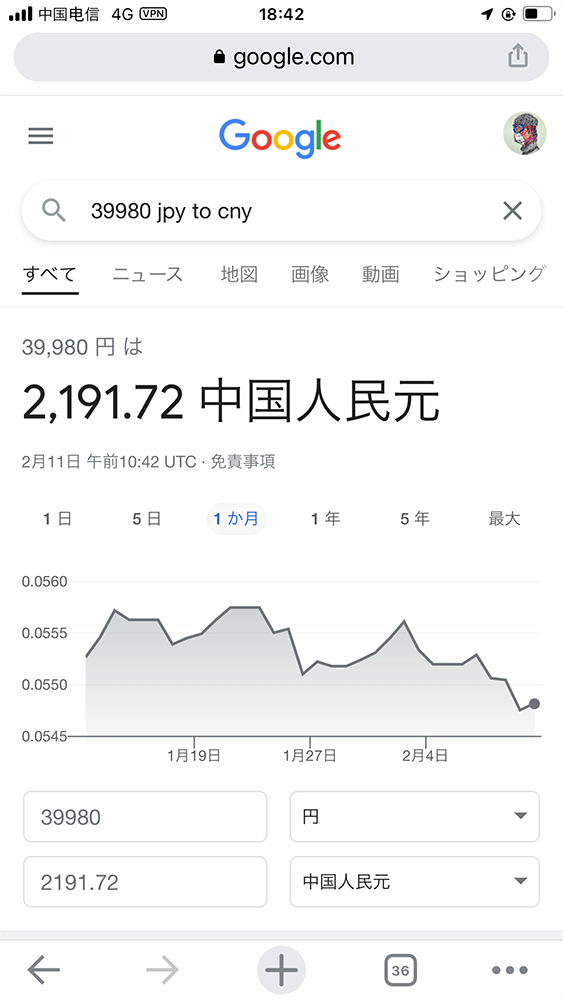 中国电信 4G VPN 18:42
google.com
Google
39980 jpy to cny
すべて ニュース 地図 画像 動画 ショッピング
39,980 円 は
2,191.72 中国人民元
2月11日 午前10:42 UTC · 免責事項
1 日 5 日 1 か月 1 年 5 年 最大
0.0560
0.0555
0.0550
0.0545
1月19日 1月27日 2月4日
39980 円
2191.72 中国人民元
36